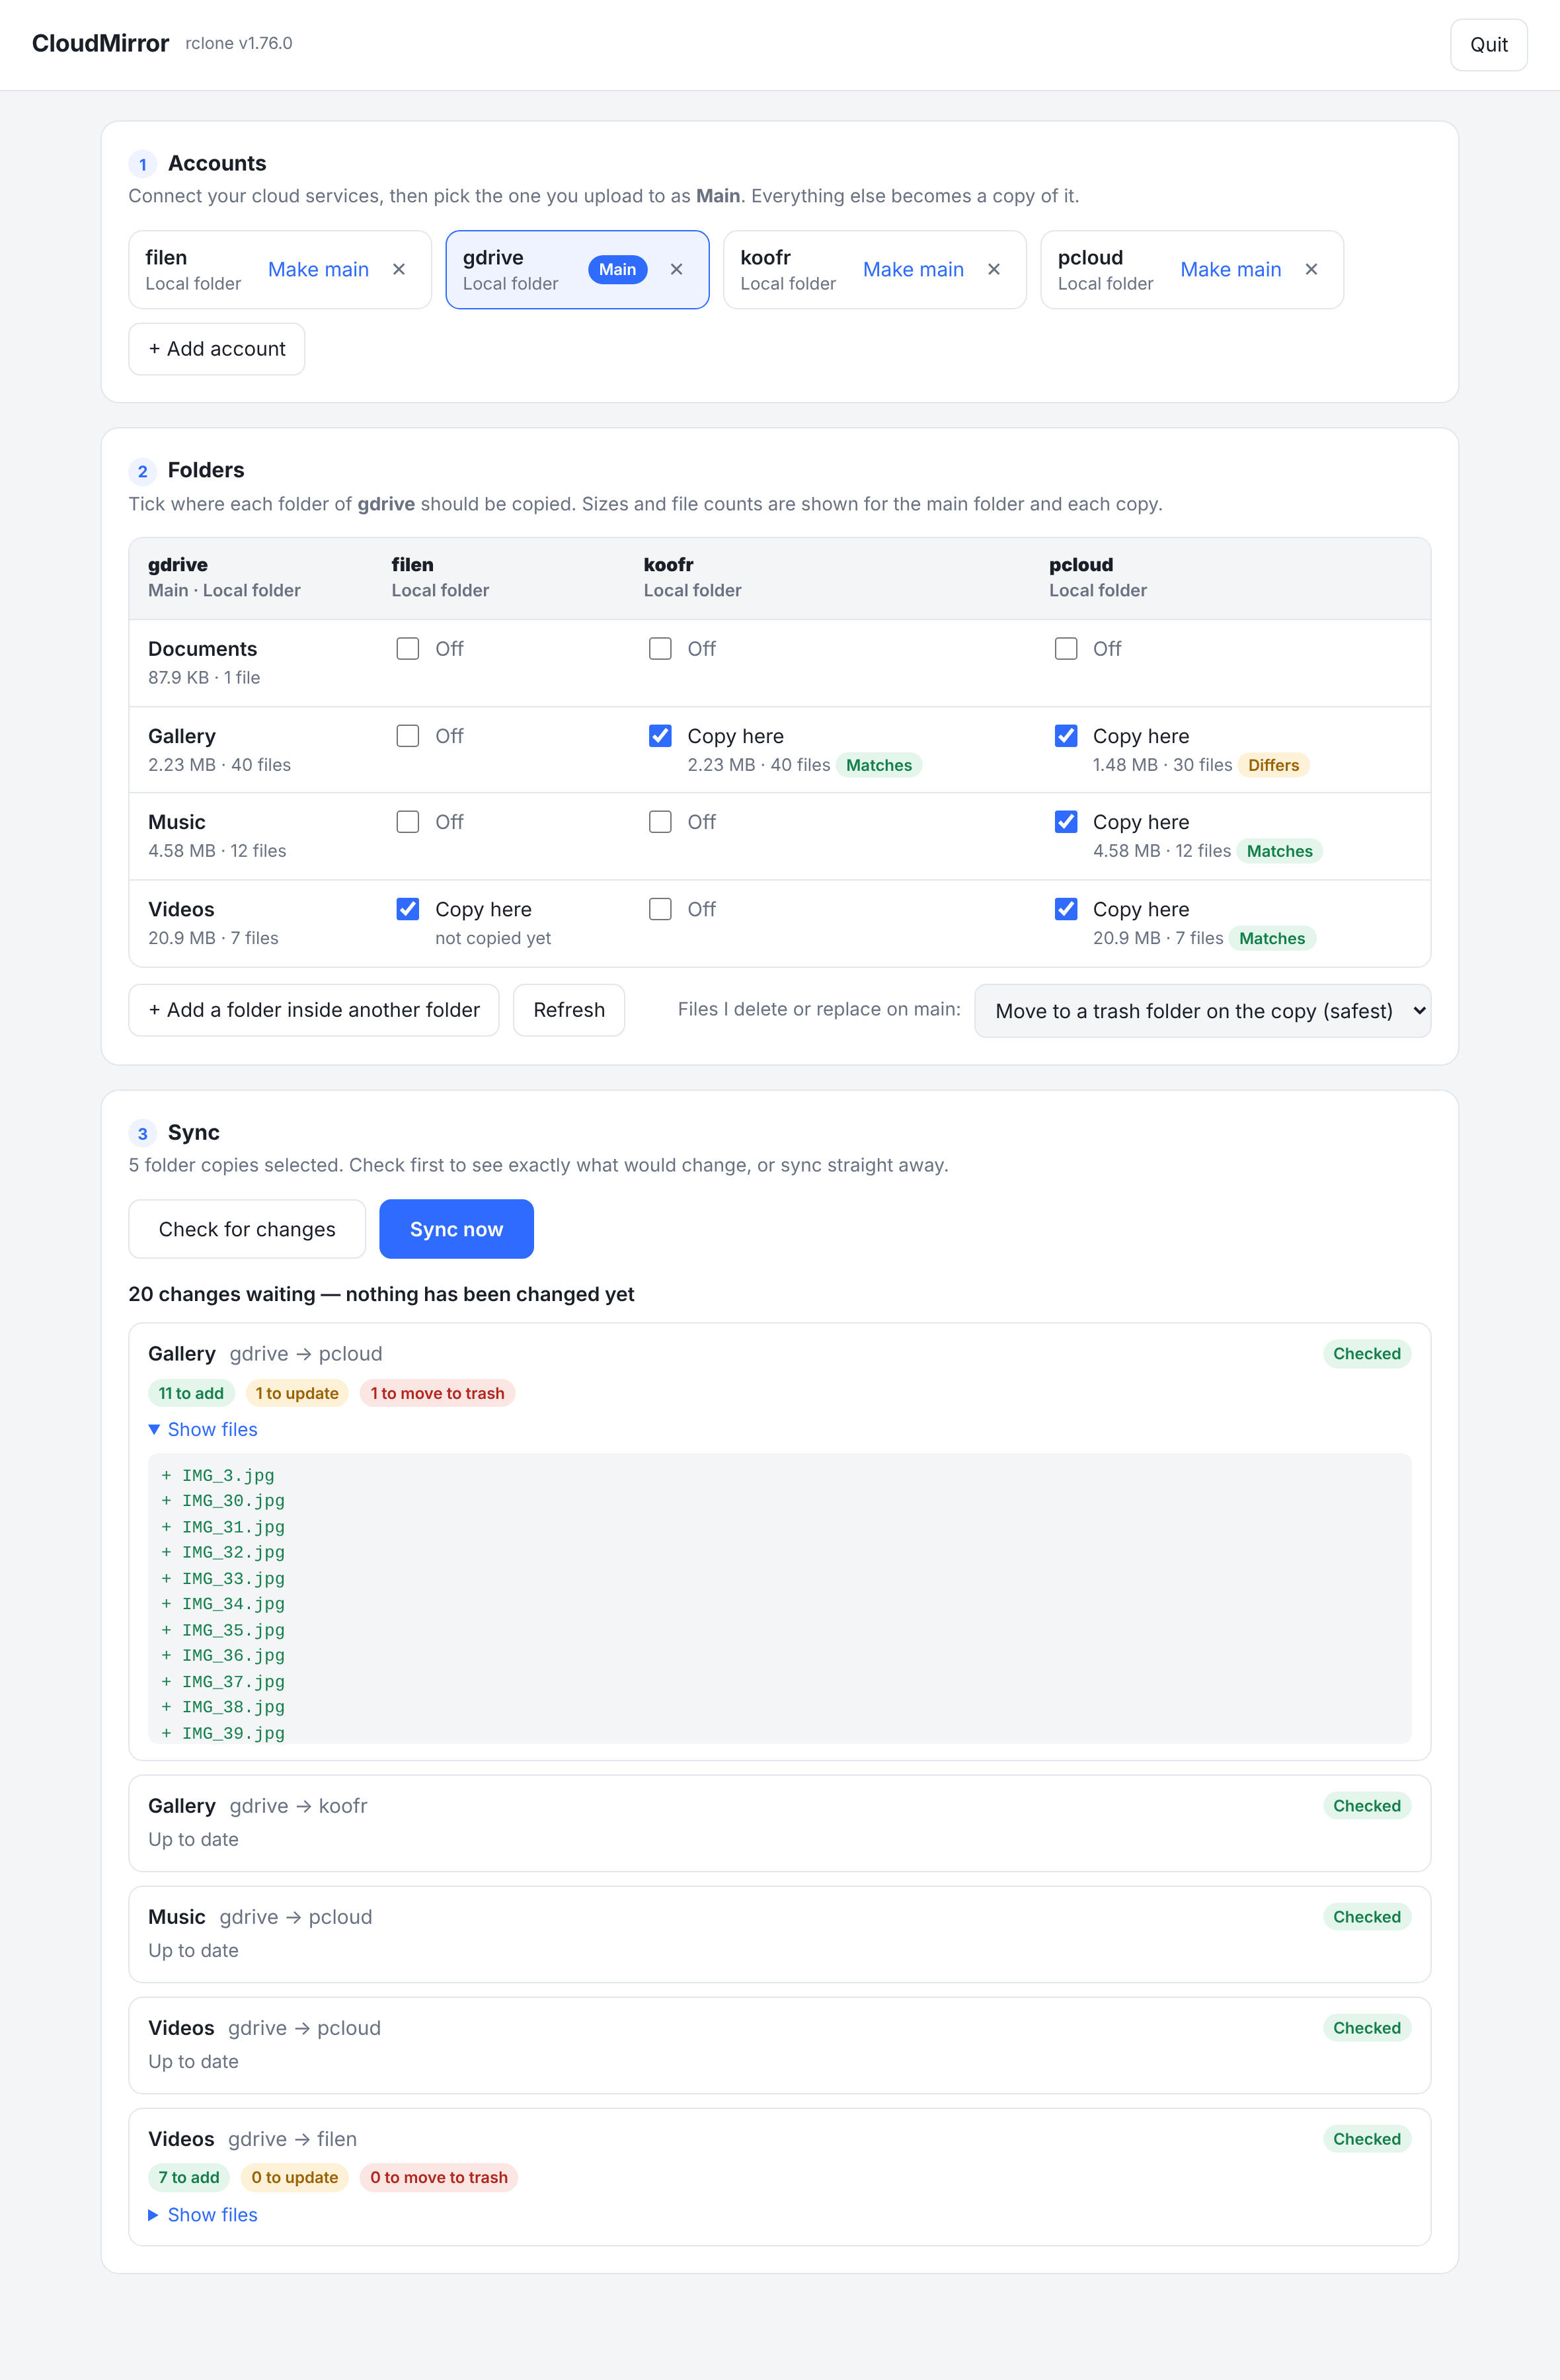 CloudMirror rclone v1.76.0 Quit
1 Accounts
Connect your cloud services, then pick the one you upload to as Main. Everything else becomes a copy of it.
filen
Local folder
Make main ✕
gdrive
Local folder
Main ✕
koofr
Local folder
Make main ✕
pcloud
Local folder
Make main ✕
+ Add account
2 Folders
Tick where each folder of gdrive should be copied. Sizes and file counts are shown for the main folder and each copy.
gdrive filen koofr pcloud
Main · Local folder Local folder Local folder Local folder
Documents Off Off Off
87.9 KB · 1 file
Gallery Off Copy here Copy here
2.23 MB · 40 files 2.23 MB · 40 files Matches 1.48 MB · 30 files Differs
Music Off Off Copy here
4.58 MB · 12 files 4.58 MB · 12 files Matches
Videos Copy here Off Copy here
20.9 MB · 7 files not copied yet 20.9 MB · 7 files Matches
+ Add a folder inside another folder Refresh Files I delete or replace on main: Move to a trash folder on the copy (safest)
3 Sync
5 folder copies selected. Check first to see exactly what would change, or sync straight away.
Check for changes Sync now
20 changes waiting — nothing has been changed yet
Gallery gdrive → pcloud Checked
11 to add 1 to update 1 to move to trash
▼ Show files
+ IMG_3.jpg
+ IMG_30.jpg
+ IMG_31.jpg
+ IMG_32.jpg
+ IMG_33.jpg
+ IMG_34.jpg
+ IMG_35.jpg
+ IMG_36.jpg
+ IMG_37.jpg
+ IMG_38.jpg
+ IMG_39.jpg
Gallery gdrive → koofr Checked
Up to date
Music gdrive → pcloud Checked
Up to date
Videos gdrive → pcloud Checked
Up to date
Videos gdrive → filen Checked
7 to add 0 to update 0 to move to trash
▶ Show files